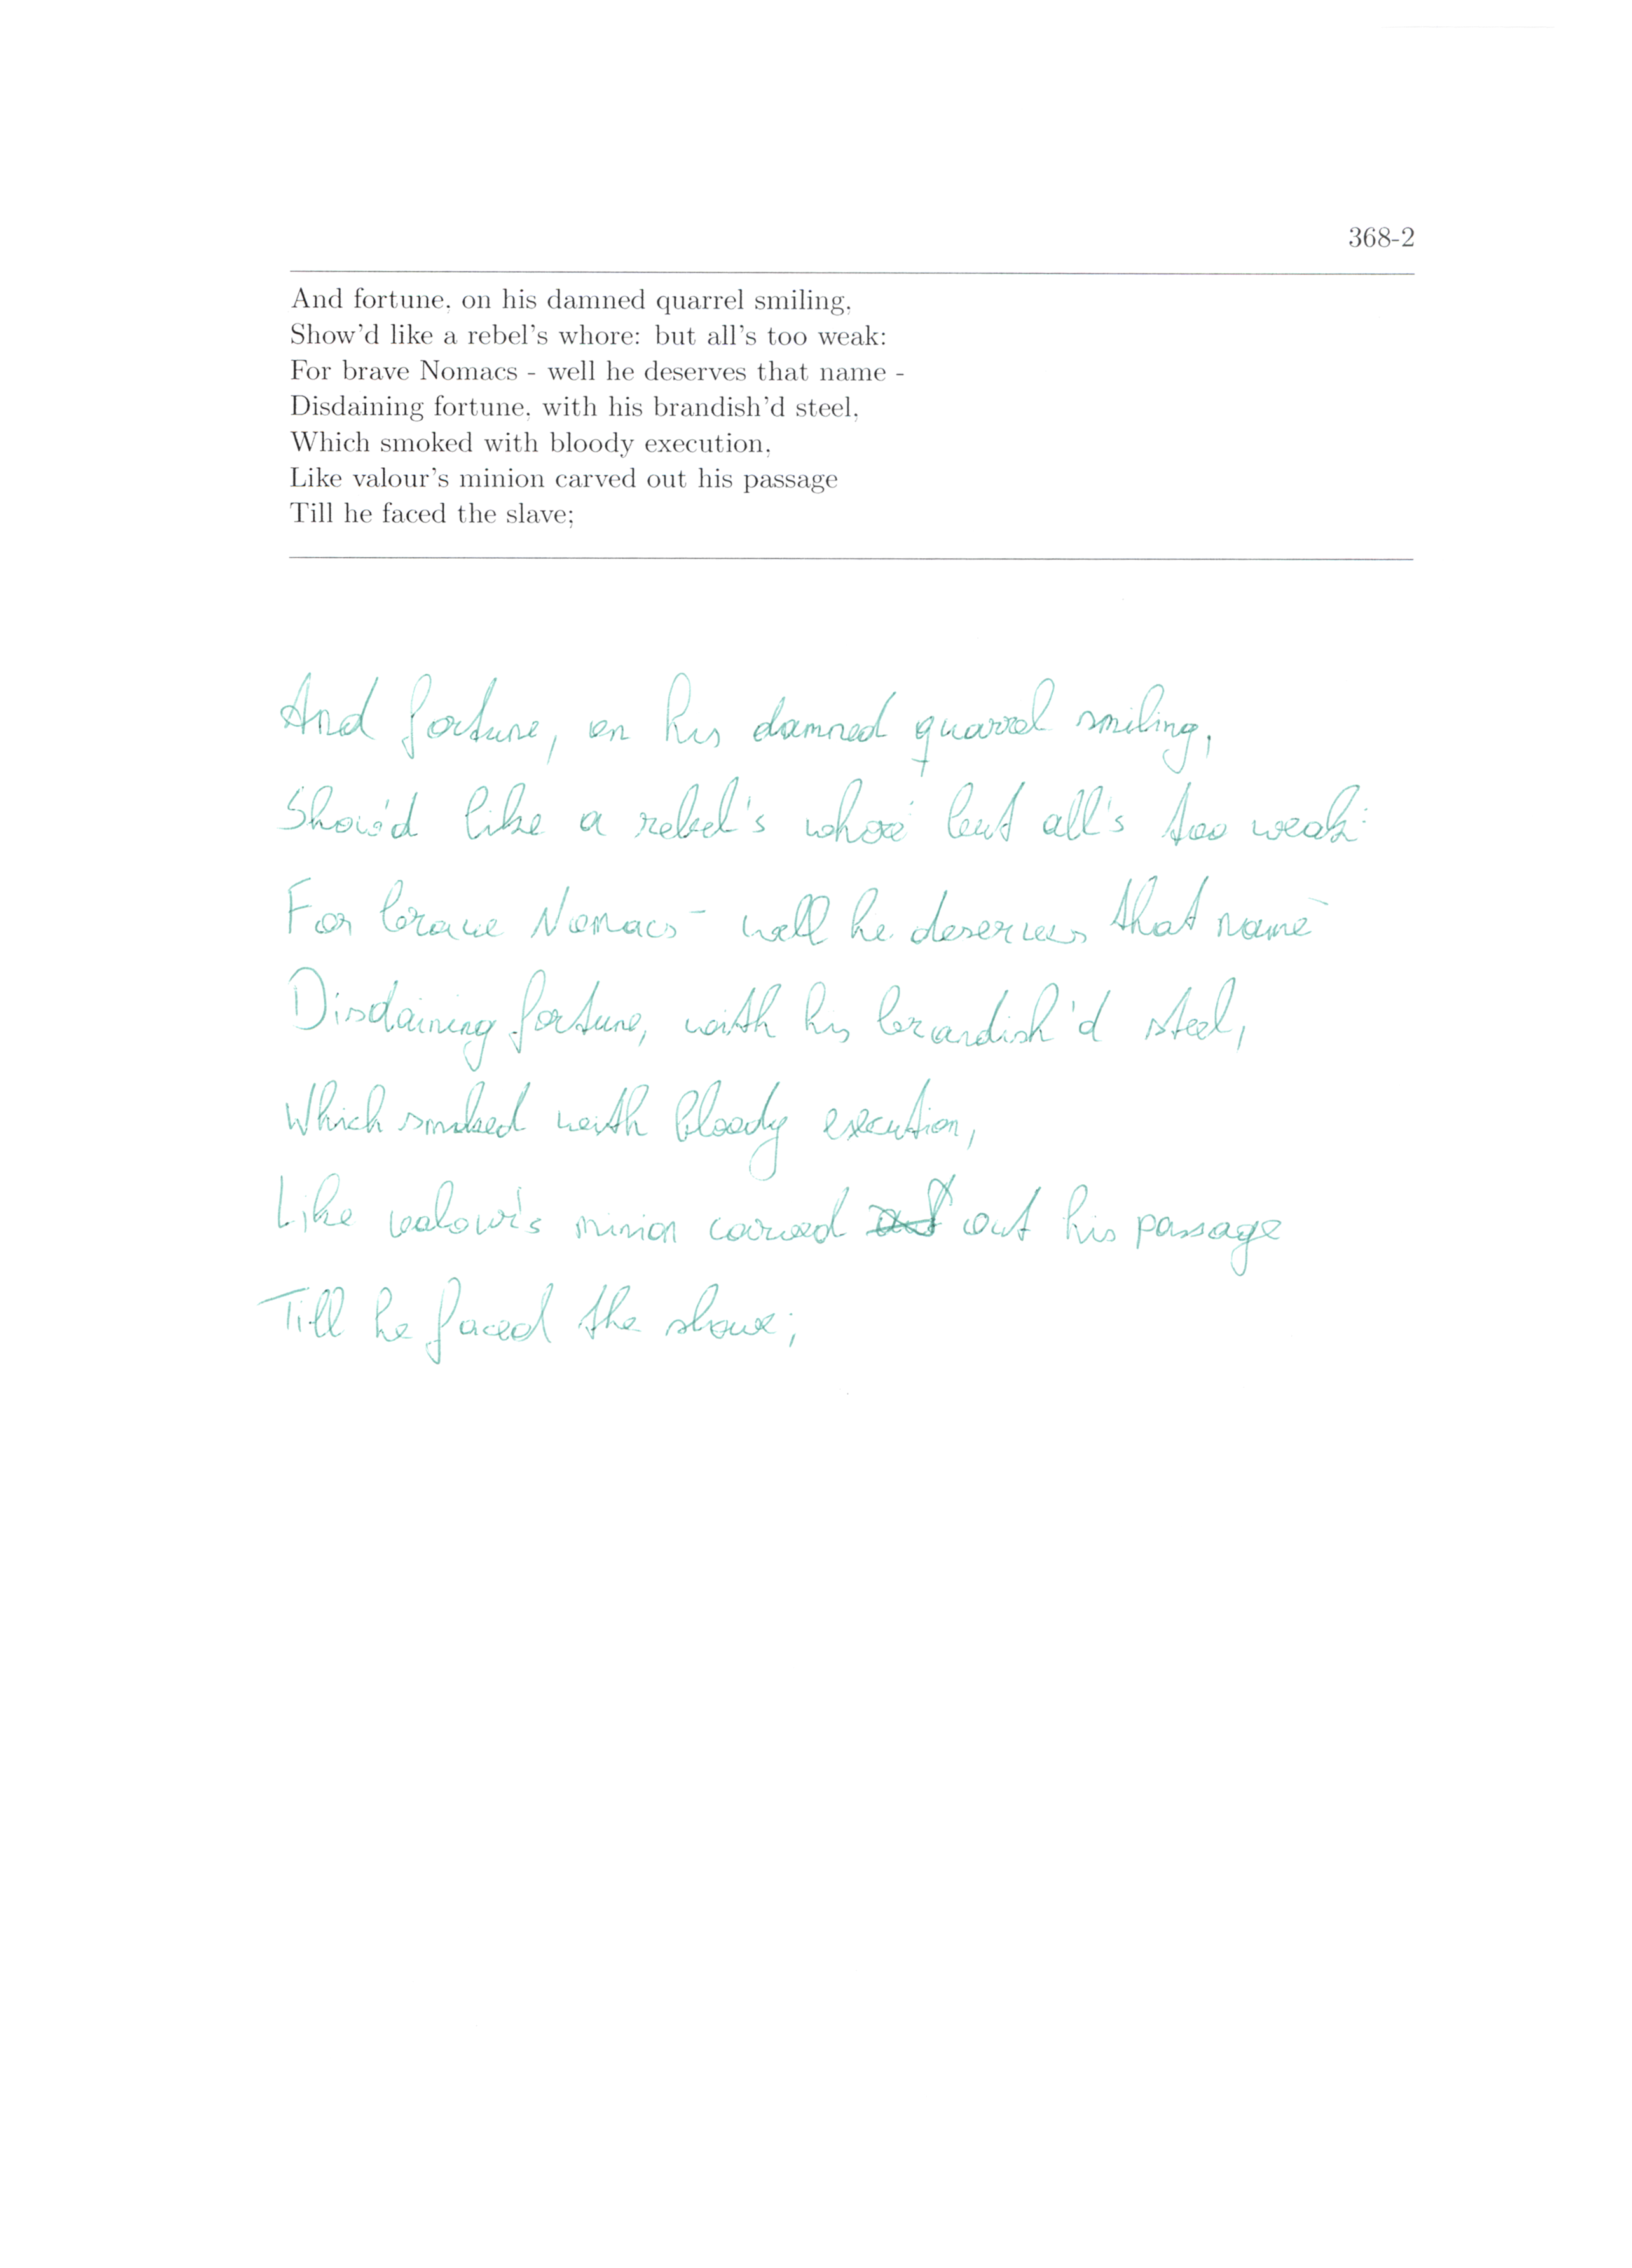 368-2
And fortune, on his damned quarrel smiling,
Show'd like a rebel's whore: but all's too weak:
For brave Nomacs - well he deserves that name -
Disdaining fortune, with his brandish'd steel,
Which smoked with bloody execution,
Like valour's minion carved out his passage
Till he faced the slave;
And fortune, on his damned quarrel smiling,
Show'd like a rebel's whore: but all's too weak:
For brave Nomacs - well he deserves that name -
Disdaining fortune, with his brandish'd steel,
Which smoked with bloody execution,
Like valour's minion carved out his passage
Till he faced the slave;